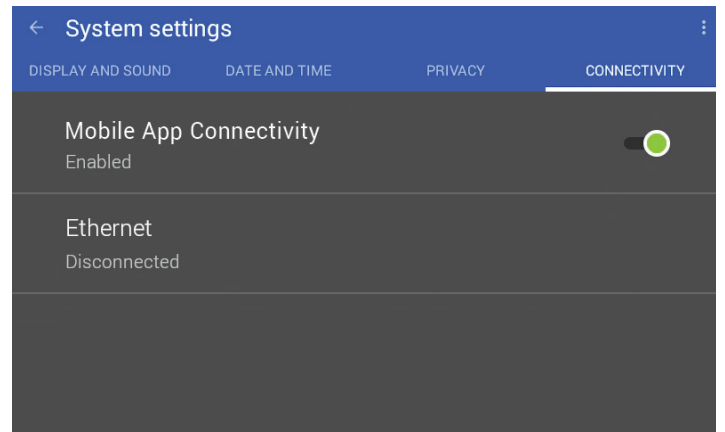 System settings
DISPLAY AND SOUND DATE AND TIME PRIVACY CONNECTIVITY
Mobile App Connectivity
Enabled
Ethernet
Disconnected